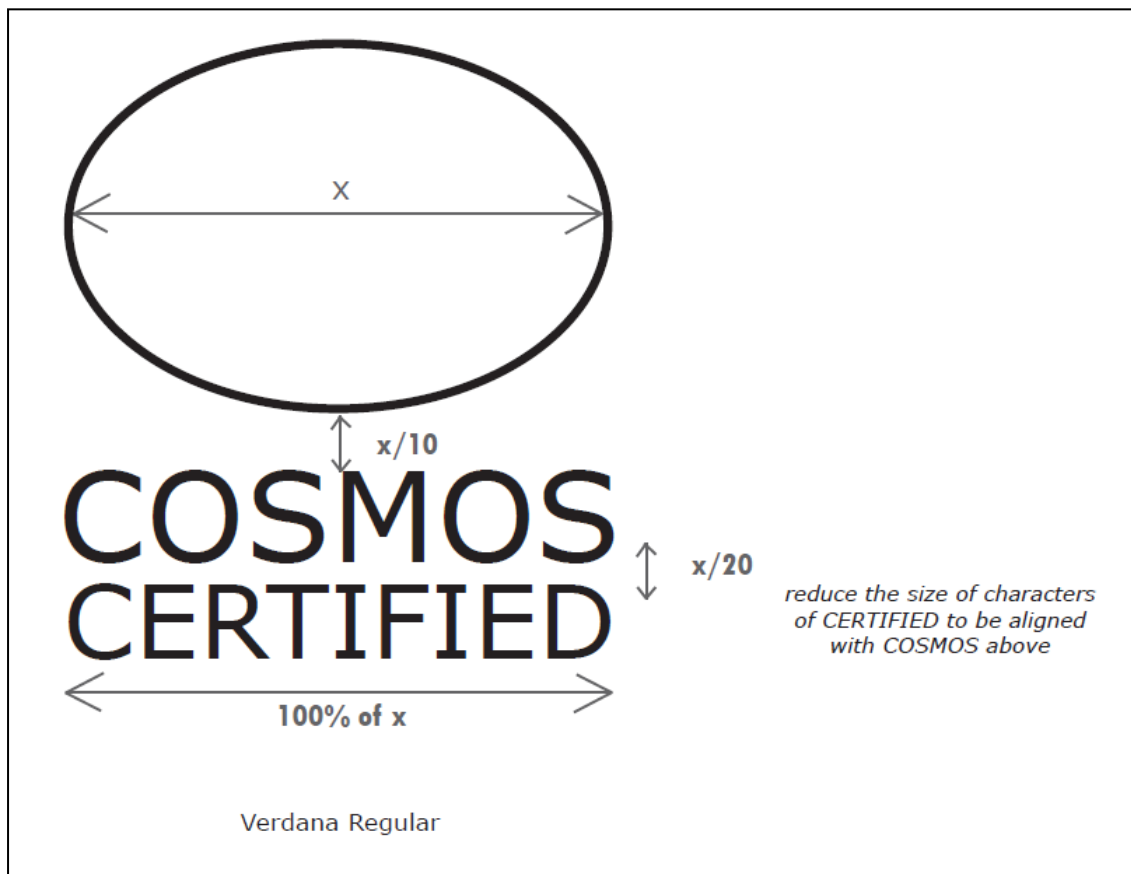 x
x/10
COSMOS
x/20
CERTIFIED
reduce the size of characters
of CERTIFIED to be aligned
with COSMOS above
100% of x
Verdana Regular